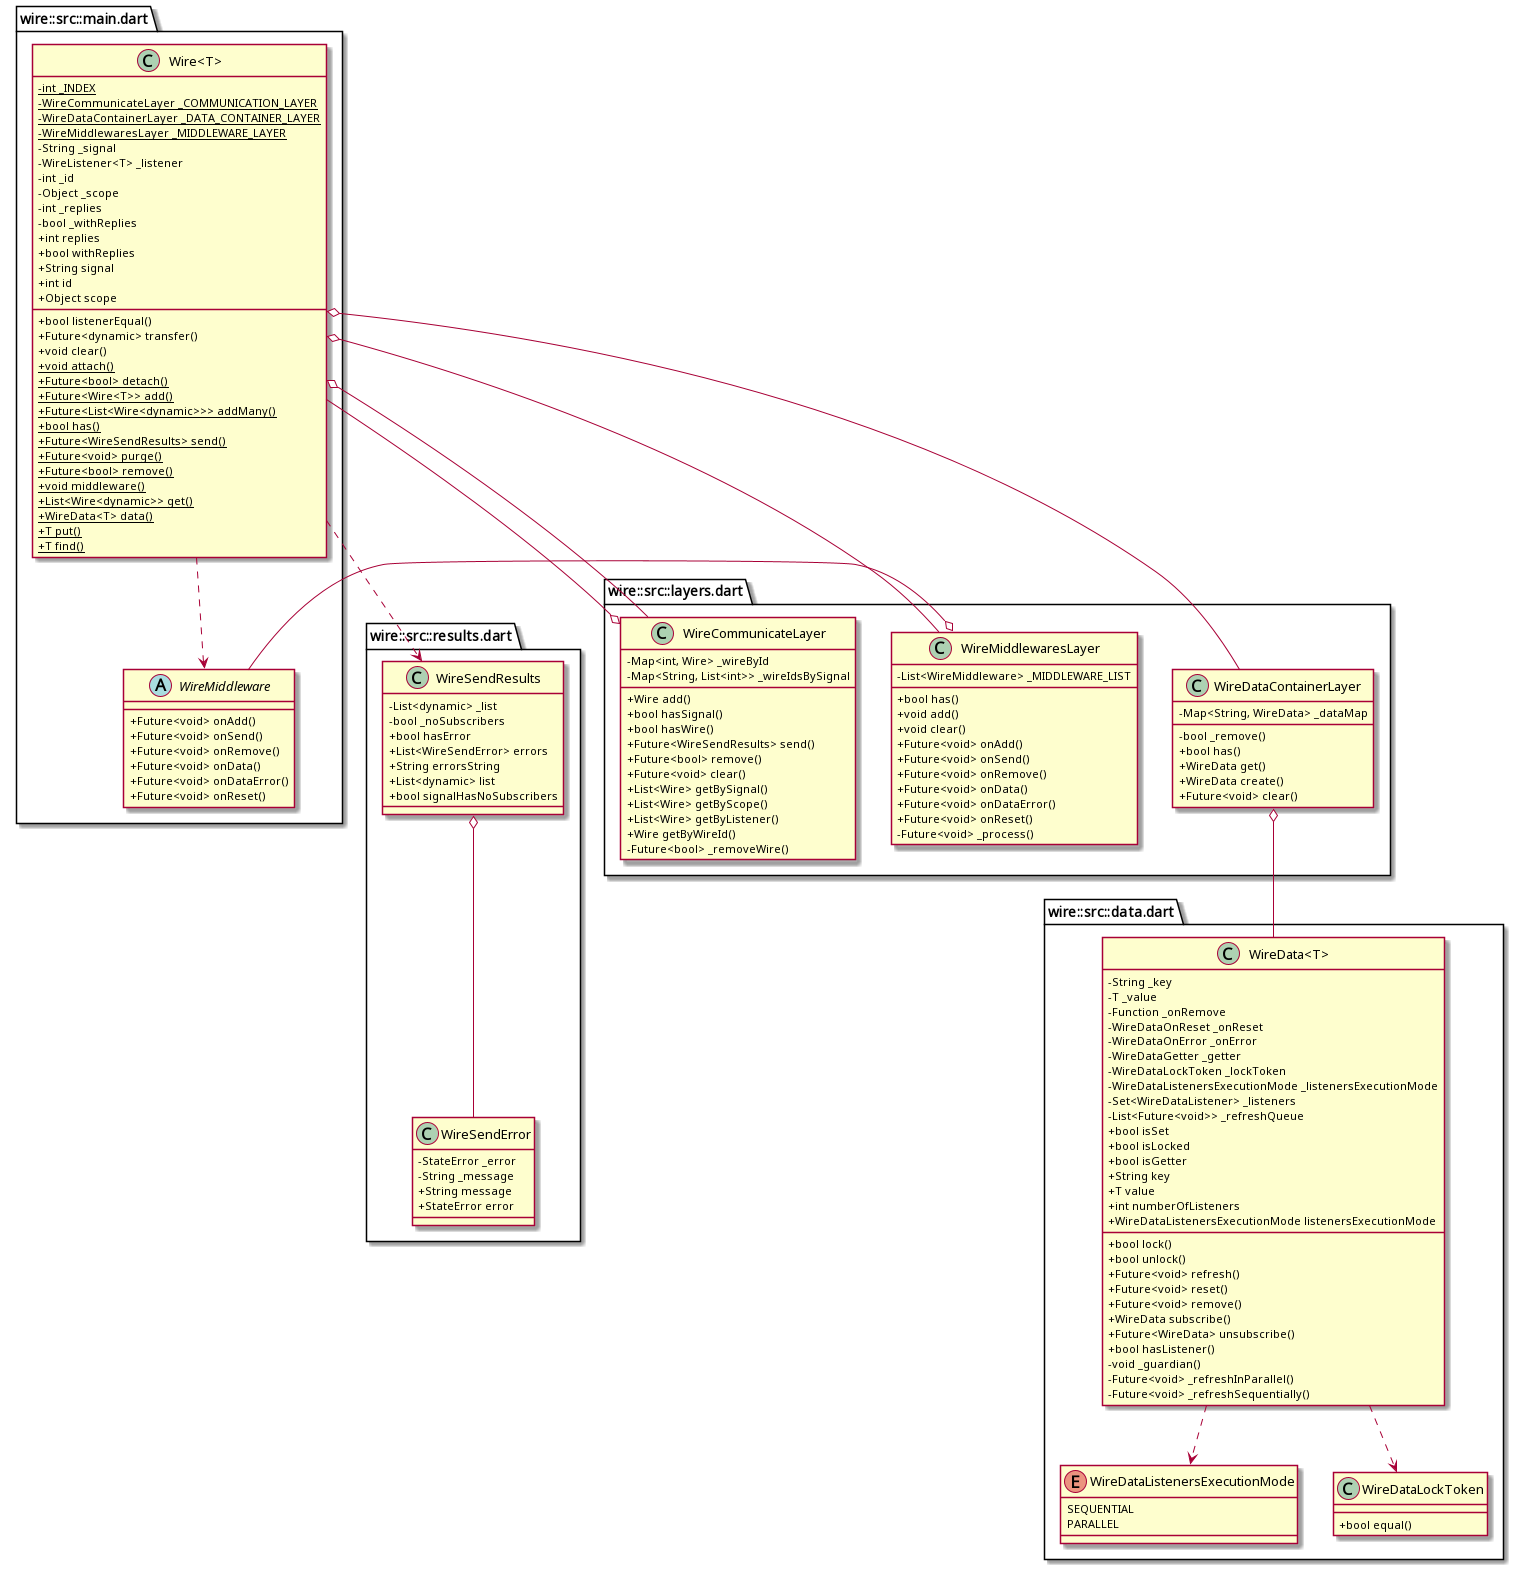 wire::src::main.dart
C Wire<T>
-int _INDEX
-WireCommunicateLayer _COMMUNICATION_LAYER
-WireDataContainerLayer _DATA_CONTAINER_LAYER
-WireMiddlewaresLayer _MIDDLEWARE_LAYER
-String _signal
-WireListener<T> _listener
-int _id
-Object _scope
-int _replies
-bool _withReplies
+int replies
+bool withReplies
+String signal
+int id
+Object scope
+bool listenerEqual()
+Future<dynamic> transfer()
+void clear()
+void attach()
+Future<bool> detach()
+Future<Wire<T>> add()
+Future<List<Wire<dynamic>>> addMany()
+bool has()
+Future<WireSendResults> send()
+Future<void> purge()
+Future<bool> remove()
+void middleware()
+List<Wire<dynamic>> get()
+WireData<T> data()
+T put()
+T find()
A WireMiddleware
+Future<void> onAdd()
+Future<void> onSend()
+Future<void> onRemove()
+Future<void> onData()
+Future<void> onDataError()
+Future<void> onReset()
wire::src::results.dart
C WireSendResults
-List<dynamic> _list
-bool _noSubscribers
+bool hasError
+List<WireSendError> errors
+String errorsString
+List<dynamic> list
+bool signalHasNoSubscribers
C WireSendError
-StateError _error
-String _message
+String message
+StateError error
wire::src::layers.dart
C WireCommunicateLayer
-Map<int, Wire> _wireById
-Map<String, List<int>> _wireIdsBySignal
+Wire add()
+bool hasSignal()
+bool hasWire()
+Future<WireSendResults> send()
+Future<bool> remove()
+Future<void> clear()
+List<Wire> getBySignal()
+List<Wire> getByScope()
+List<Wire> getByListener()
+Wire getByWireId()
-Future<bool> _removeWire()
C WireMiddlewaresLayer
-List<WireMiddleware> _MIDDLEWARE_LIST
+bool has()
+void add()
+void clear()
+Future<void> onAdd()
+Future<void> onSend()
+Future<void> onRemove()
+Future<void> onData()
+Future<void> onDataError()
+Future<void> onReset()
-Future<void> _process()
C WireDataContainerLayer
-Map<String, WireData> _dataMap
-bool _remove()
+bool has()
+WireData get()
+WireData create()
+Future<void> clear()
wire::src::data.dart
C WireData<T>
-String _key
-T _value
-Function _onRemove
-WireDataOnReset _onReset
-WireDataOnError _onError
-WireDataGetter _getter
-WireDataLockToken _lockToken
-WireDataListenersExecutionMode _listenersExecutionMode
-Set<WireDataListener> _listeners
-List<Future<void>> _refreshQueue
+bool isSet
+bool isLocked
+bool isGetter
+String key
+T value
+int numberOfListeners
+WireDataListenersExecutionMode listenersExecutionMode
+bool lock()
+bool unlock()
+Future<void> refresh()
+Future<void> reset()
+Future<void> remove()
+WireData subscribe()
+Future<WireData> unsubscribe()
+bool hasListener()
-void _guardian()
-Future<void> _refreshInParallel()
-Future<void> _refreshSequentially()
E WireDataListenersExecutionMode
SEQUENTIAL
PARALLEL
C WireDataLockToken
+bool equal()